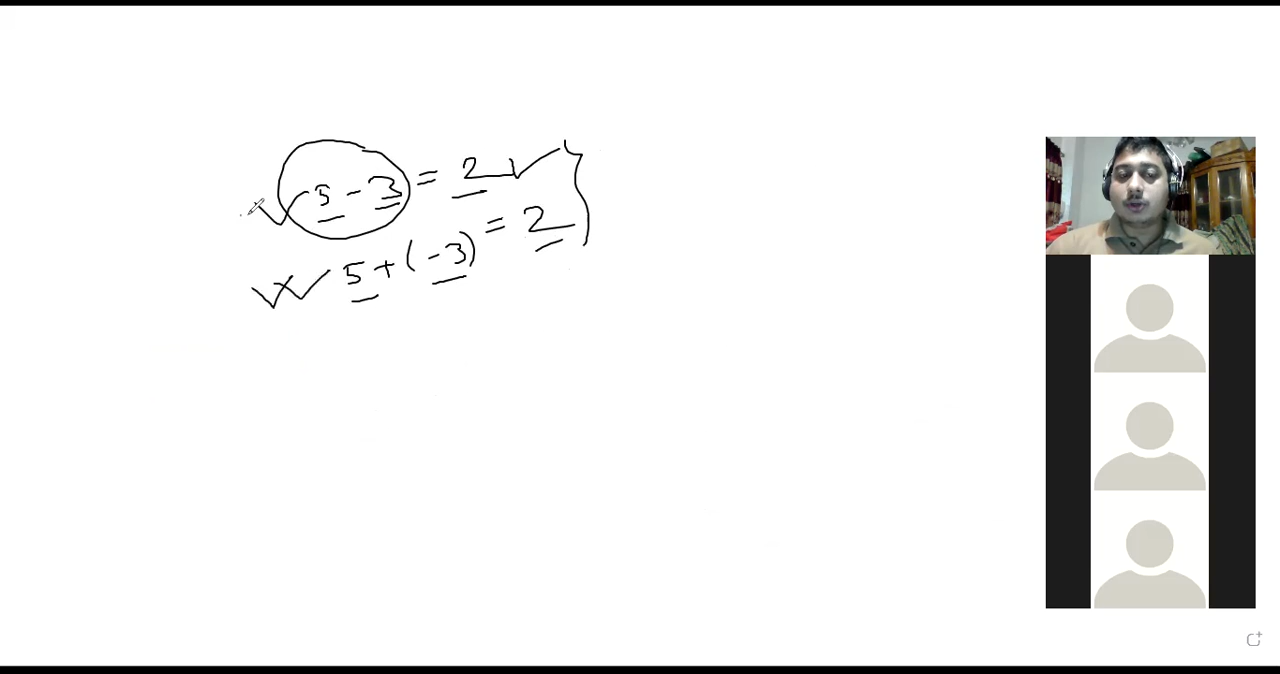 5 - 3 = 2
5 + (-3) = 2